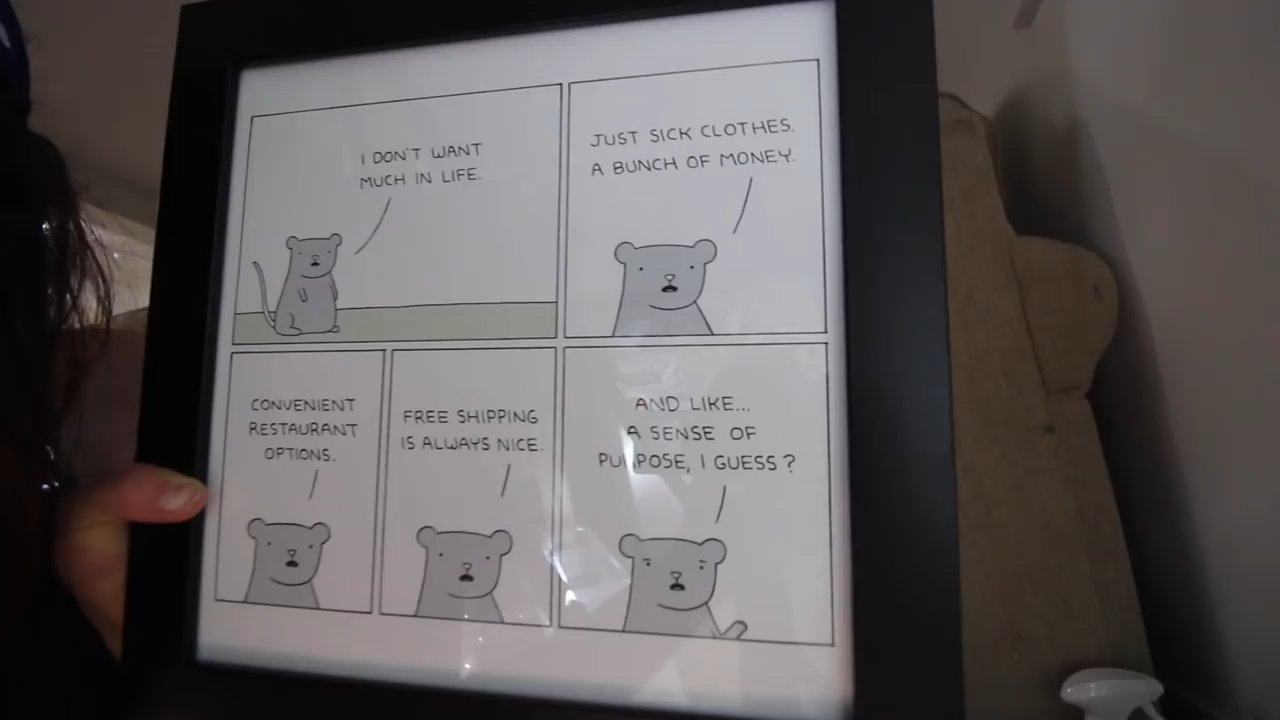 I DON'T WANT
MUCH IN LIFE.
JUST SICK CLOTHES.
A BUNCH OF MONEY.
CONVENIENT
RESTAURANT
OPTIONS.
FREE SHIPPING
IS ALWAYS NICE.
AND LIKE...
A SENSE OF
PURPOSE, I GUESS?